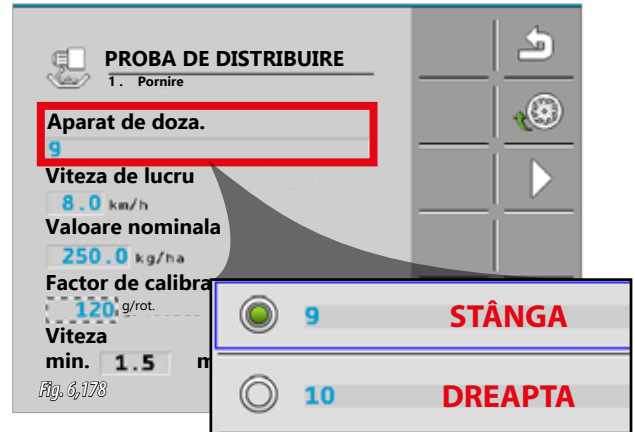 PROBA DE DISTRIBUIRE
1. Pornire
Aparat de doza.
9
Viteza de lucru
8.0 km/h
Valoare nominala
250.0 kg/ha
Factor de calibra
120 g/rot.
Viteza
min. 1.5 m
Fig. 6,178
9 STÂNGA
10 DREAPTA